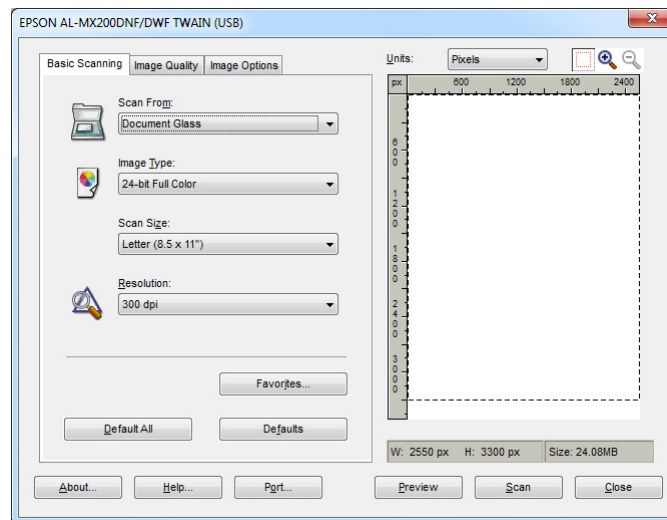 EPSON AL-MX200DNF/DWF TWAIN (USB)
Basic Scanning Image Quality Image Options
Scan From:
Document Glass
Image Type:
24-bit Full Color
Scan Size:
Letter (8.5 x 11")
Resolution:
300 dpi
Favorites...
Default All Defaults
Units: Pixels
px 600 1200 1800 2400
600
1200
1800
2400
3000
W: 2550 px H: 3300 px Size: 24.08MB
About... Help... Port... Preview Scan Close